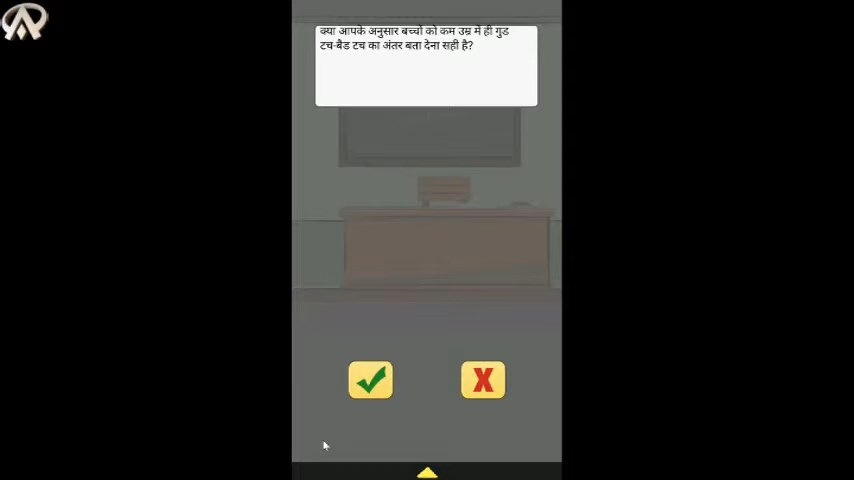 क्या आपके अनुसार बच्चों को कम उम्र में ही गुड
टच-बैड टच का अंतर बता देना सही है?